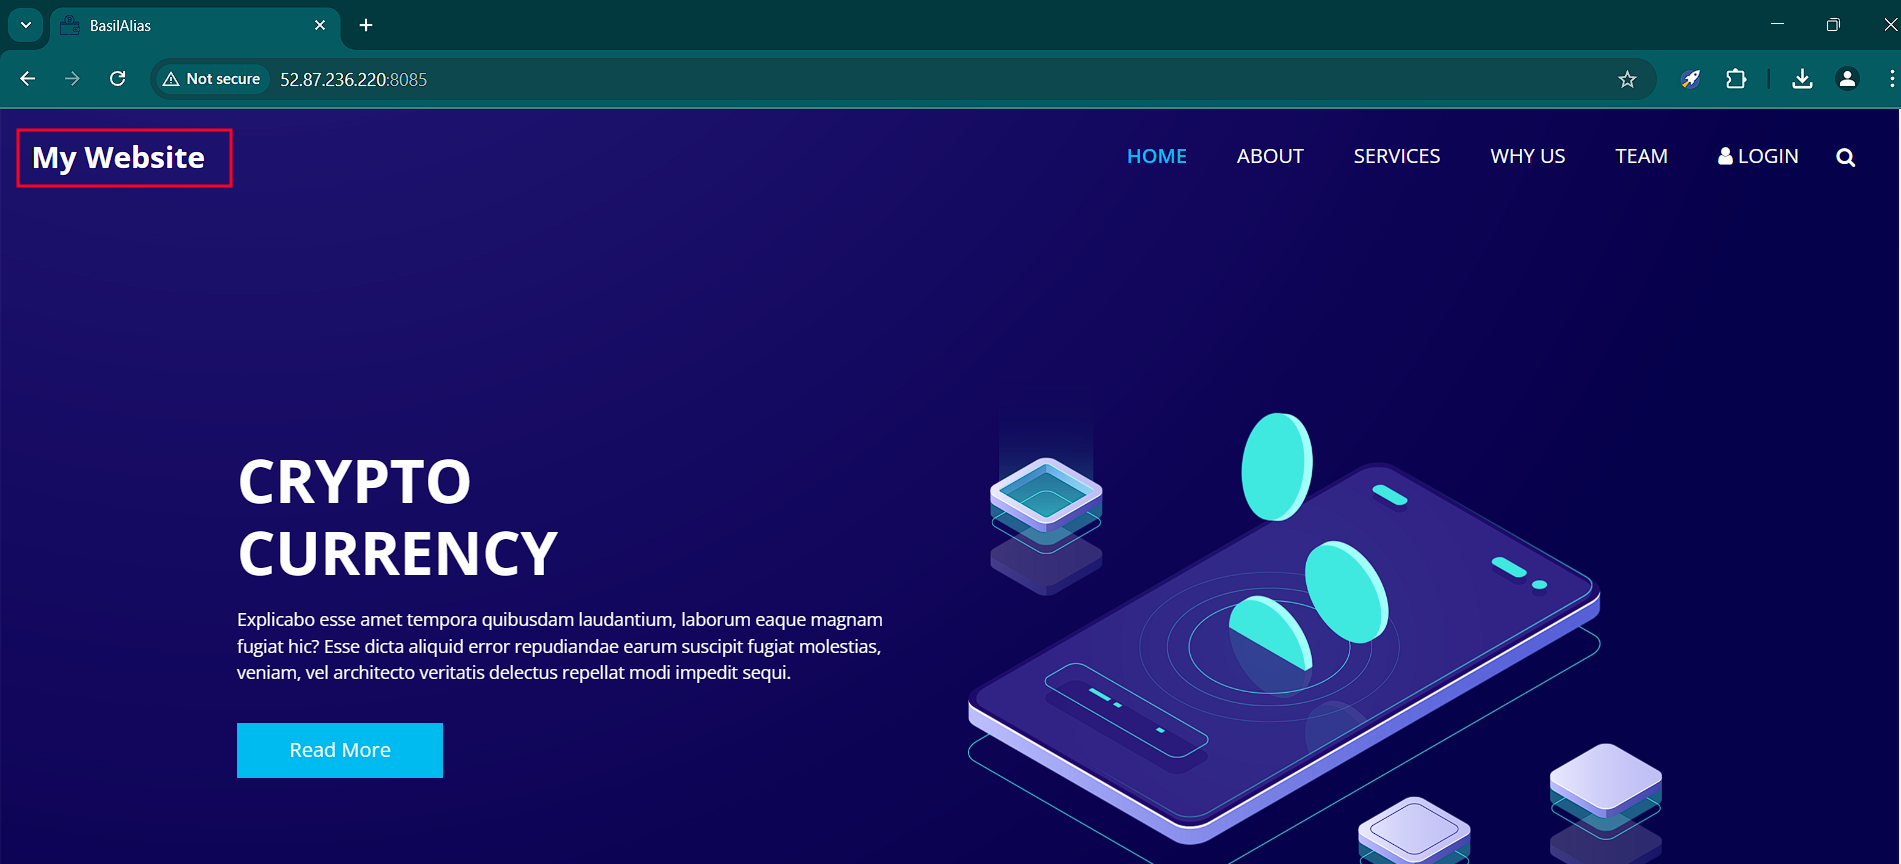 BasilAlias
Not secure
52.87.236.220:8085
My Website
HOME
ABOUT
SERVICES
WHY US
TEAM
LOGIN
CRYPTO
CURRENCY
Explicabo esse amet tempora quibusdam laudantium, laborum eaque magnam
fugiat hic? Esse dicta aliquid error repudiandae earum suscipit fugiat molestias,
veniam, vel architecto veritatis delectus repellat modi impedit sequi.
Read More